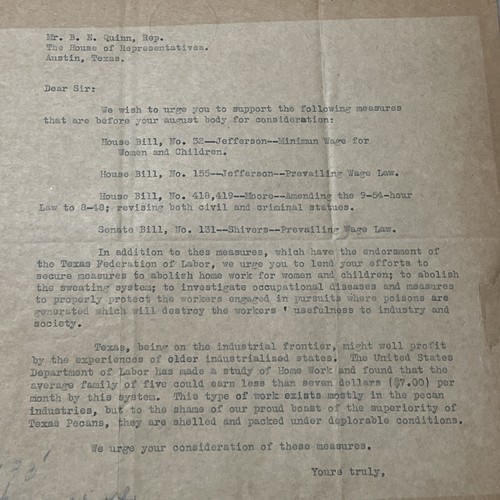 Mr. B. E. Quinn, Rep.
The House of Representatives.
Austin, Texas.
Dear Sir:
We wish to urge you to support the following measures
that are before your august body for consideration:
House Bill, No. 32--Jefferson--Minimun Wage for
Women and Children.
House Bill, No. 155--Jefferson--Prevailing Wage Law.
House Bill, No. 418,419--Moore--Amending the 9-54-hour
Law to 8-48; revising both civil and criminal statues.
Senate Bill, No. 131--Shivers--Prevailing Wage Law.
In addition to thes measures, which have the endorsment of
the Texas Federation of Labor, we urge you to lend your efforts to
secure measures to abolish home work for women and children; to abolish
the sweating system; to investigate occupational diseases and measures
to properly protect the workers engaged in pursuits where poisons are
generated which will destroy the workers ' usefulness to industry and
society.
Texas, being on the industrial frontier, might well profit
by the experiences of older industrialized states. The United States
Department of Labor has made a study of Home Work and found that the
average family of five could earn less than seven dollars ($7.00) per
month by this system. This type of work exists mostly in the pecan
industries, but to the shame of our proud boast of the superiority of
Texas Pecans, they are shelled and packed under deplorable conditions.
We urge your consideration of these measures.
Yours truly,